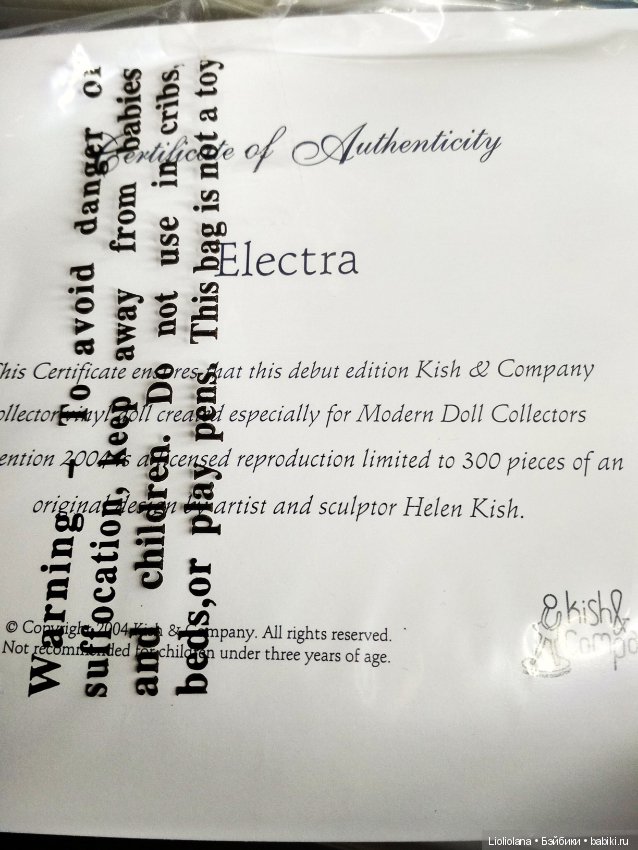 Certificate of Authenticity
Electra
This Certificate ensures that this debut edition Kish & Company
vinyl doll created especially for Modern Doll Collectors
2004 is a licensed reproduction limited to 300 pieces of an
original design by artist and sculptor Helen Kish.
© Copyright 2004 Kish & Company. All rights reserved.
Not recommended for children under three years of age.
kish&
Compa
Warning – To avoid danger of
suffocation, keep away from babies
and children. Do not use in cribs,
beds,or play pens. This bag is not a toy
Lioliolana • Бэйбики • babiki.ru